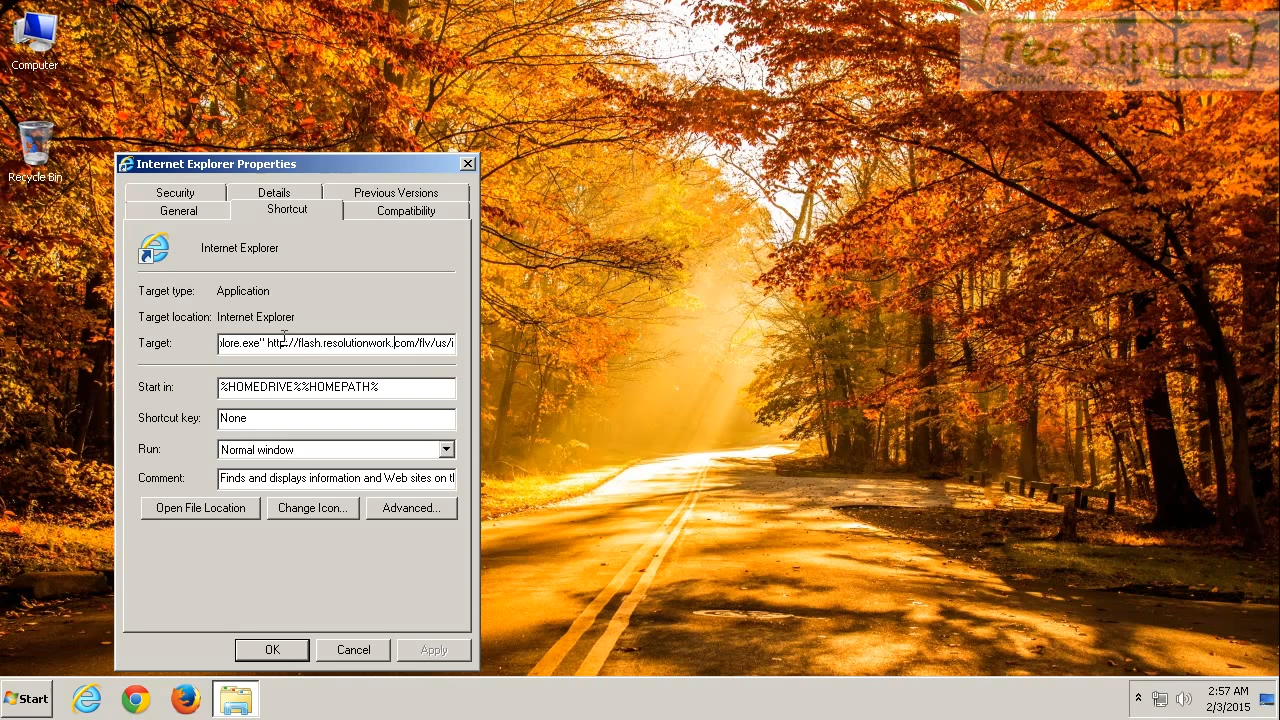 Computer
Recycle Bin
Tee Support
Internet Explorer Properties
Security
Details
Previous Versions
General
Shortcut
Compatibility
Internet Explorer
Target type: Application
Target location: Internet Explorer
Target: lore.exe" http://flash.resolutionwork.com/flv/us/i
Start in: %HOMEDRIVE%%HOMEPATH%
Shortcut key: None
Run: Normal window
Comment: Finds and displays information and Web sites on t
Open File Location
Change Icon...
Advanced...
OK
Cancel
Apply
Start
2:57 AM
2/3/2015